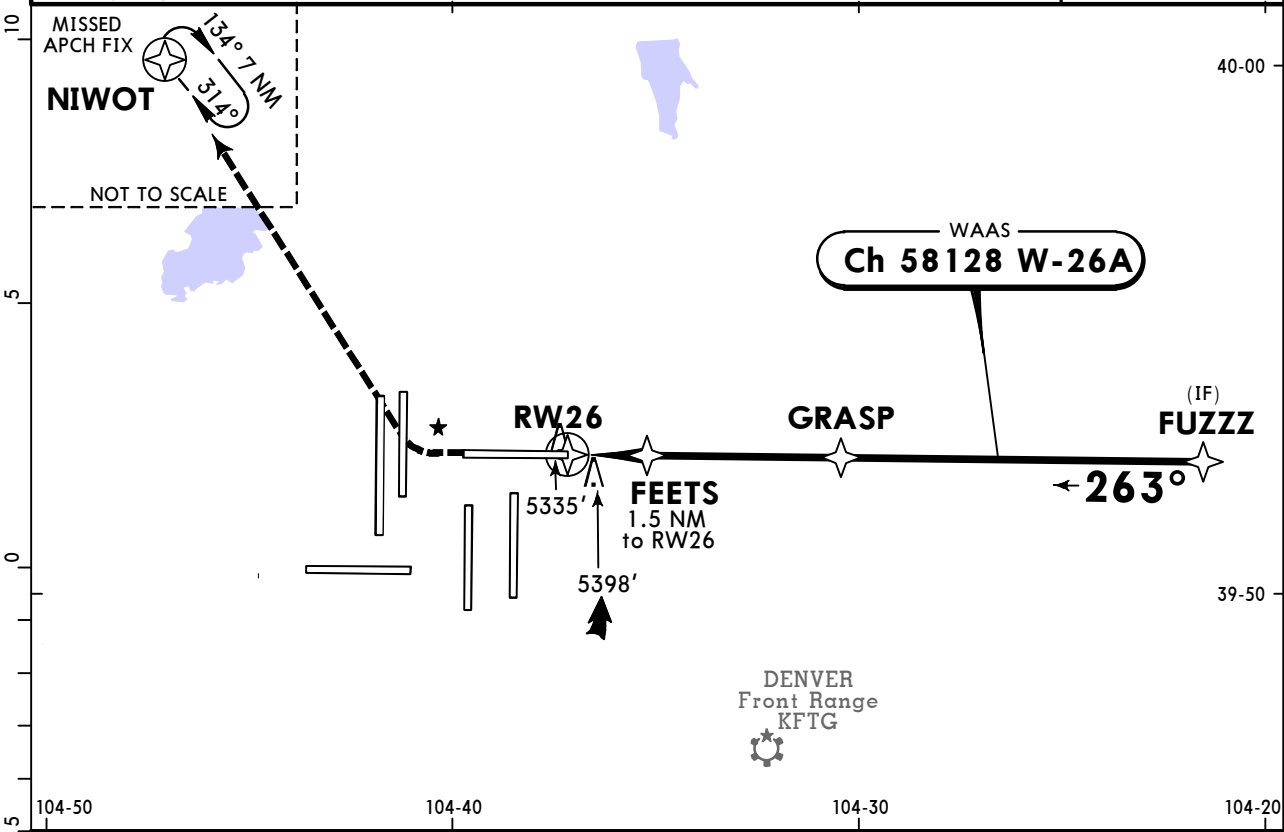 10
MISSED
APCH FIX
134° 7 NM
314°
NIWOT
40-00
NOT TO SCALE
WAAS
Ch 58128 W-26A
5
RW26
GRASP
(IF)
FUZZZ
263°
5335'
FEETS
1.5 NM
to RW26
0
5398'
39-50
DENVER
Front Range
KFTG
104-50
104-40
104-30
104-20
5